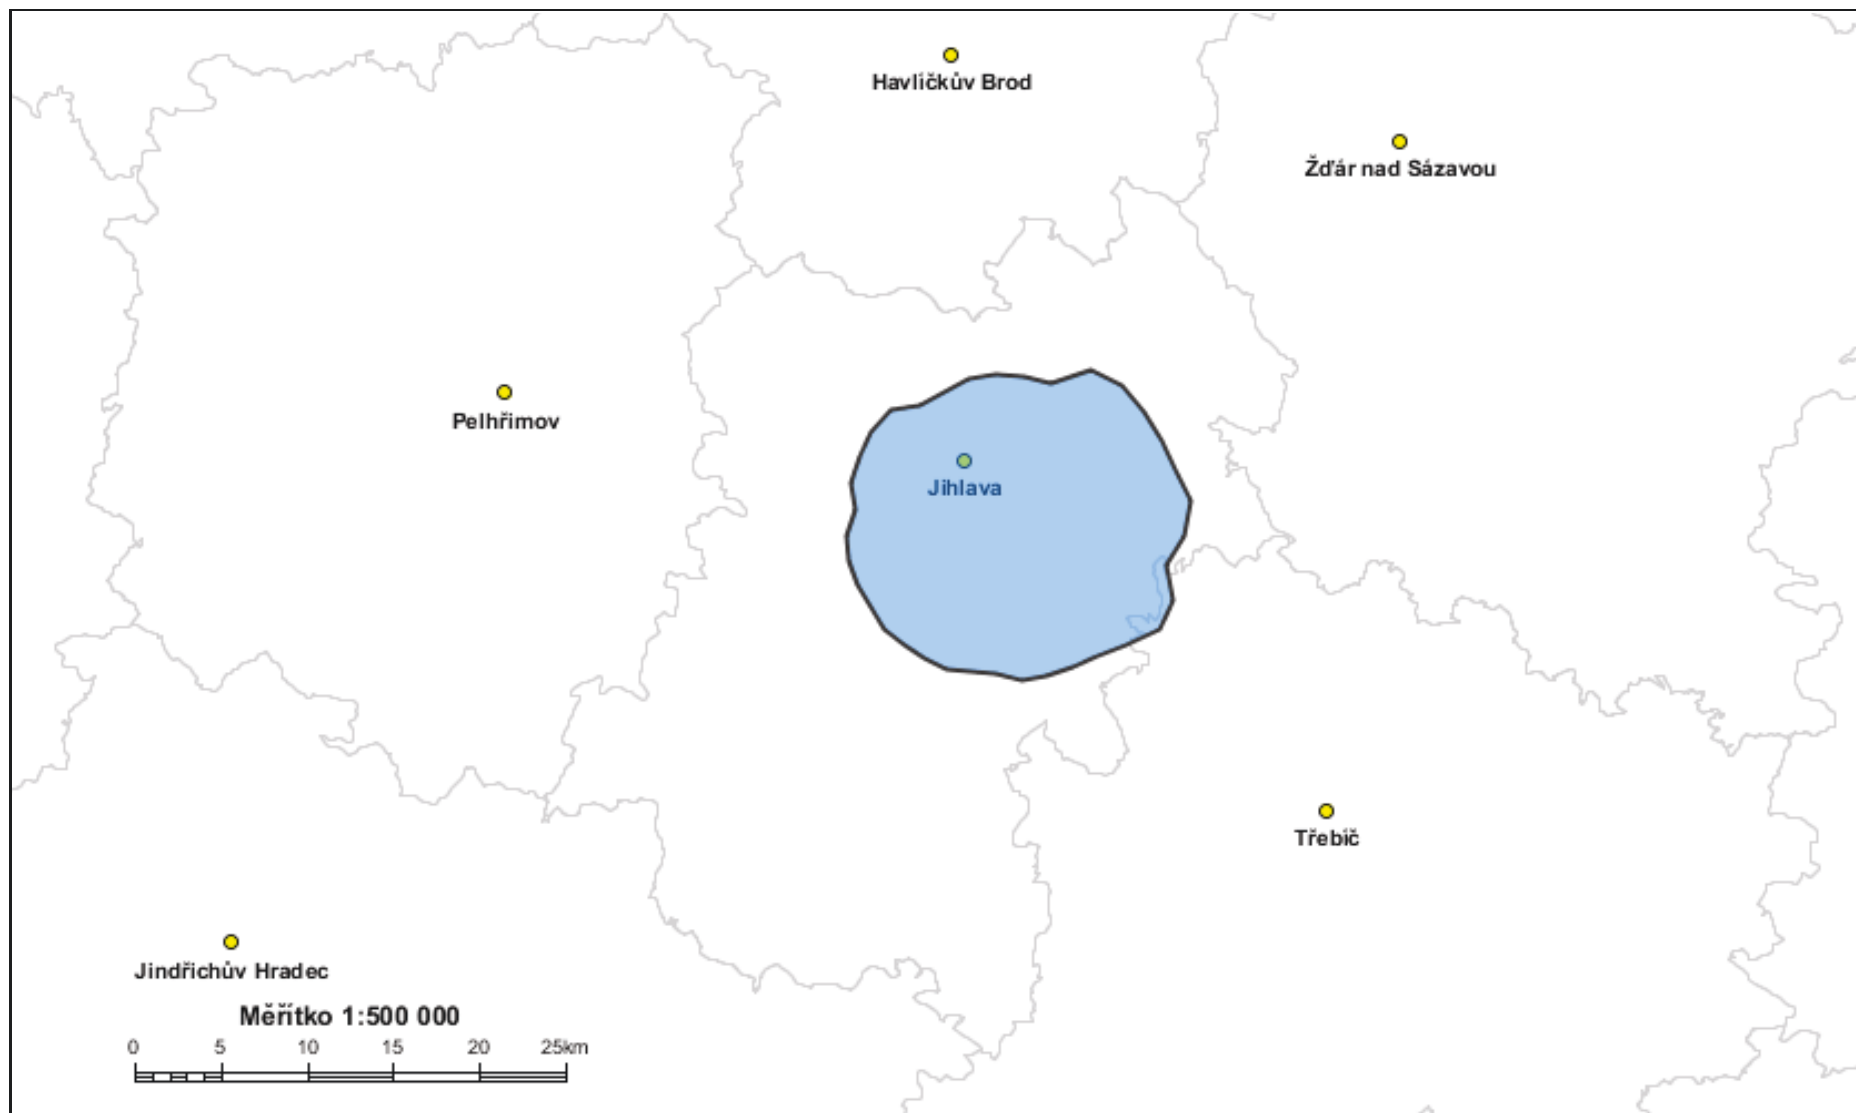 Havlíčkův Brod
Žďár nad Sázavou
Pelhřimov
Jihlava
Třebíč
Jindřichův Hradec
Měřítko 1:500 000
0 5 10 15 20 25km